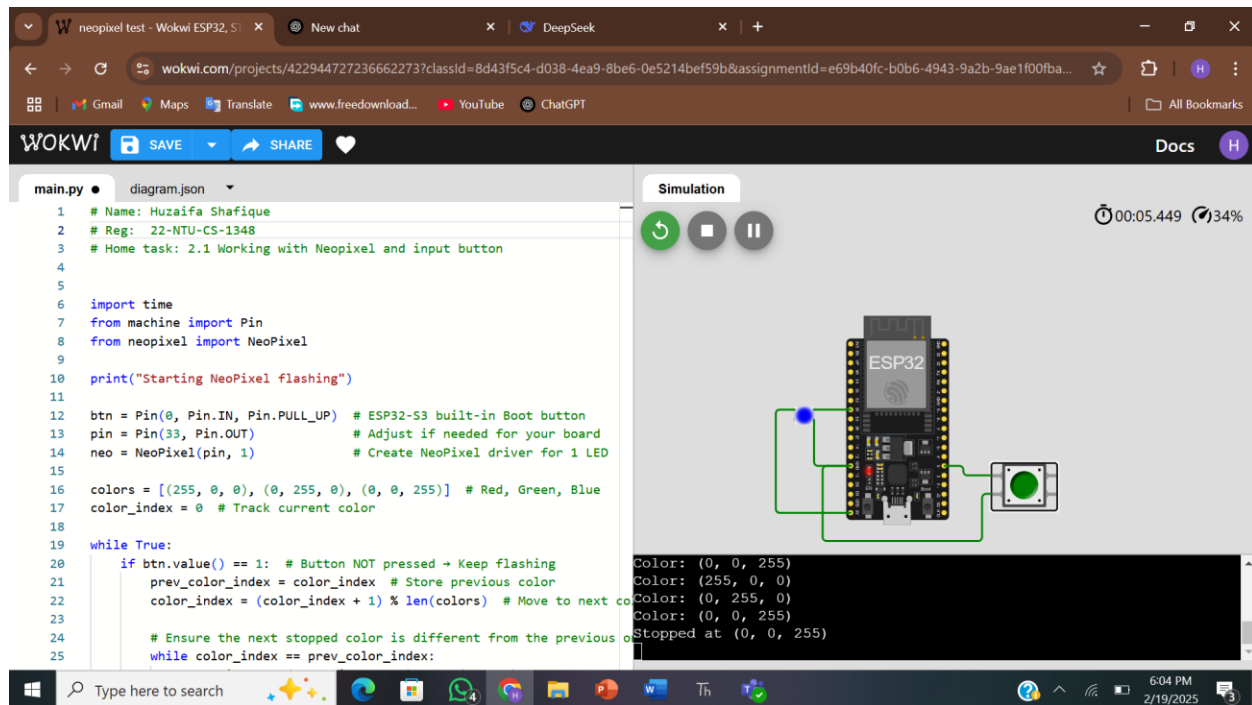 neopixel test - Wokwi ESP32, ST
New chat
DeepSeek
wokwi.com/projects/422944727236662273?classId=8d43f5c4-d038-4ea9-8be6-0e5214bef59b&assignmentId=e69b40fc-b0b6-4943-9a2b-9ae1f00fba...
H
Gmail
Maps
Translate
www.freedownload...
YouTube
ChatGPT
All Bookmarks
WOKWI
SAVE
SHARE
Docs
H
main.py
diagram.json
1 # Name: Huzaifa Shafique
2 # Reg:  22-NTU-CS-1348
3 # Home task: 2.1 Working with Neopixel and input button
4
5
6 import time
7 from machine import Pin
8 from neopixel import NeoPixel
9
10 print("Starting NeoPixel flashing")
11
12 btn = Pin(0, Pin.IN, Pin.PULL_UP)  # ESP32-S3 built-in Boot button
13 pin = Pin(33, Pin.OUT)             # Adjust if needed for your board
14 neo = NeoPixel(pin, 1)             # Create NeoPixel driver for 1 LED
15
16 colors = [(255, 0, 0), (0, 255, 0), (0, 0, 255)]  # Red, Green, Blue
17 color_index = 0  # Track current color
18
19 while True:
20     if btn.value() == 1:  # Button NOT pressed → Keep flashing
21         prev_color_index = color_index  # Store previous color
22         color_index = (color_index + 1) % len(colors)  # Move to next co
23
24         # Ensure the next stopped color is different from the previous o
25         while color_index == prev_color_index:
Simulation
00:05.449
34%
ESP32
Color: (0, 0, 255)
Color: (255, 0, 0)
Color: (0, 255, 0)
Color: (0, 0, 255)
Stopped at (0, 0, 255)
Type here to search
4
Th
6:04 PM
2/19/2025
3